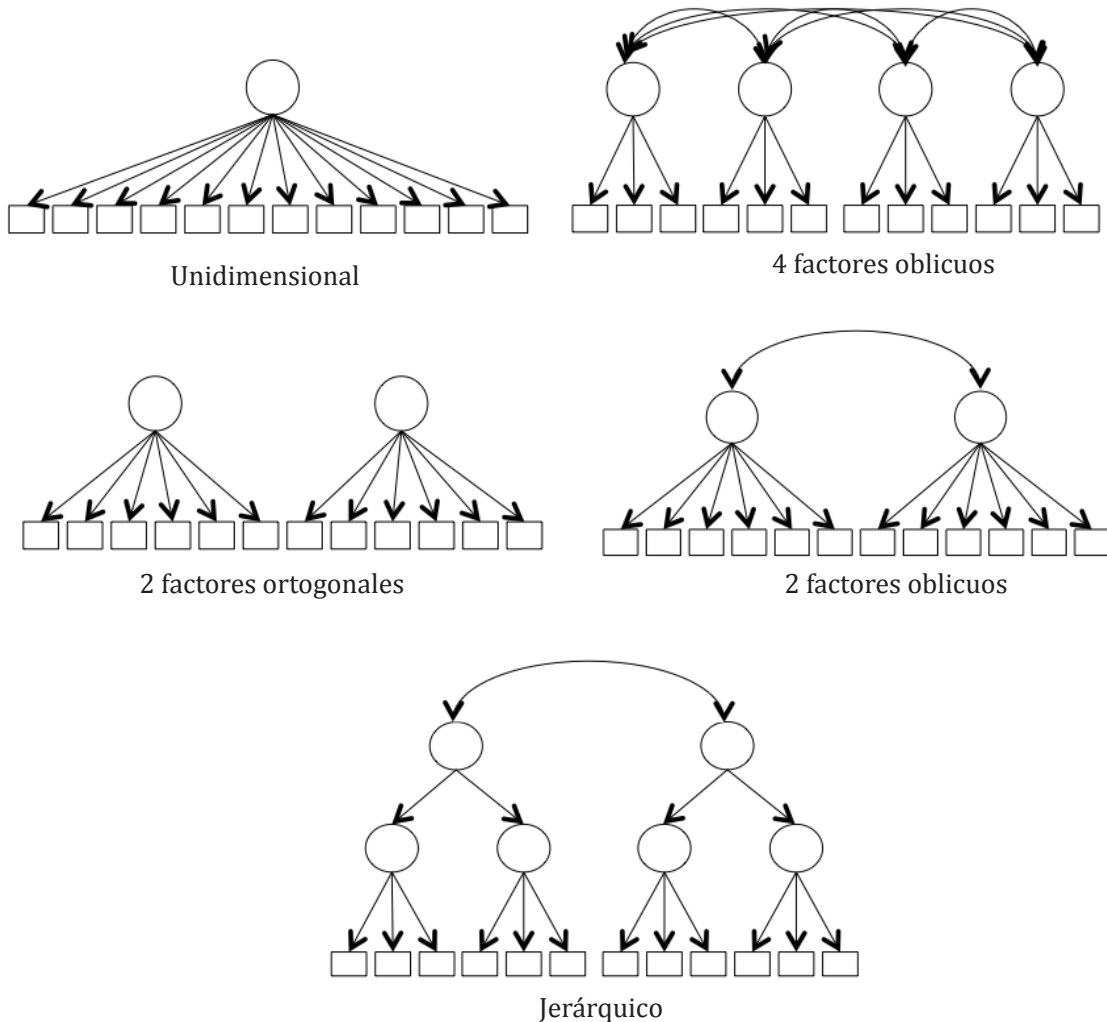 Unidimensional
4 factores oblicuos
2 factores ortogonales
2 factores oblicuos
Jerárquico